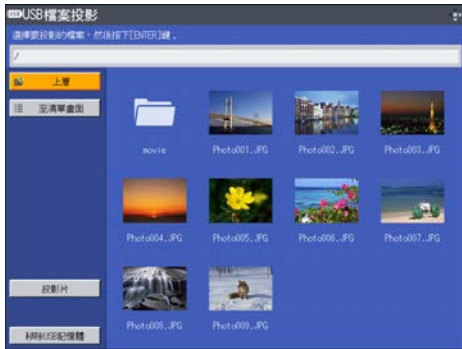 USB檔案投影
選擇要投影的檔案，然後按下[ENTER]鍵。
/
上層
至清單畫面
movie
Photo001.JPG
Photo002.JPG
Photo003.JPG
Photo004.JPG
Photo005.JPG
Photo006.JPG
Photo007.JPG
投影片
Photo008.JPG
Photo009.JPG
移除USB記憶體